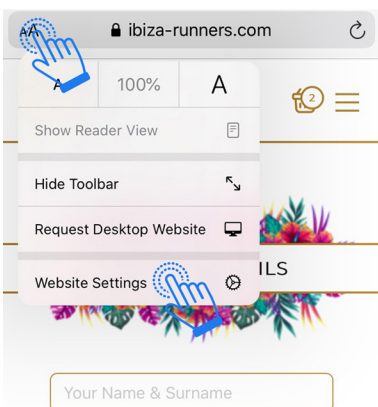 AA ibiza-runners.com
A 100% A
2
Show Reader View
Hide Toolbar
Request Desktop Website
Website Settings
ILS
Your Name & Surname